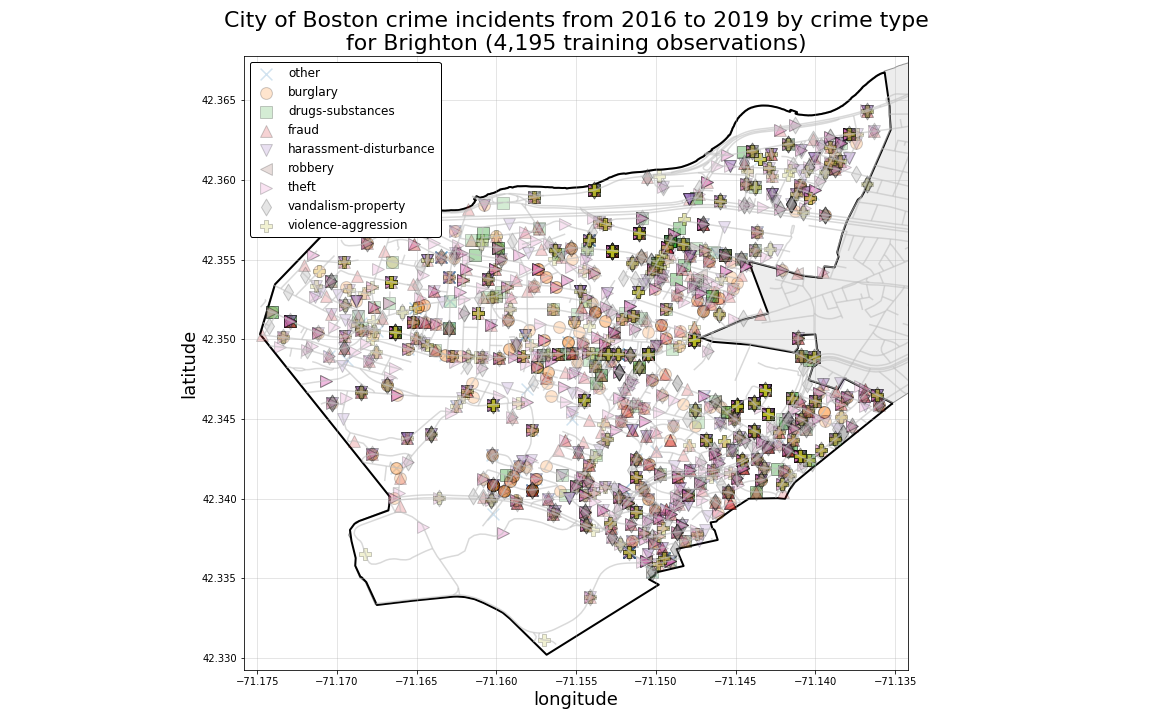 City of Boston crime incidents from 2016 to 2019 by crime type
for Brighton (4,195 training observations)
other
burglary
drugs-substances
fraud
harassment-disturbance
robbery
theft
vandalism-property
violence-aggression
42.365
42.360
42.355
42.350
42.345
42.340
42.335
42.330
latitude
−71.175 −71.170 −71.165 −71.160 −71.155 −71.150 −71.145 −71.140 −71.135
longitude